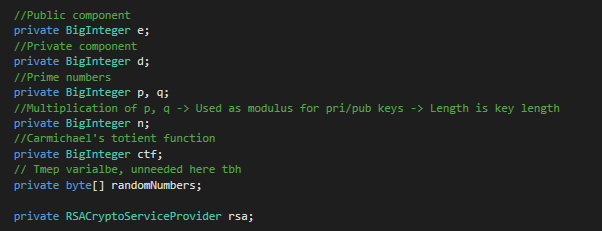 //Public component
private BigInteger e;
//Private component
private BigInteger d;
//Prime numbers
private BigInteger p, q;
//Multiplication of p, q -> Used as modulus for pri/pub keys -> Length is key length
private BigInteger n;
//Carmichael's totient function
private BigInteger ctf;
// Tmep varialbe, unneeded here tbh
private byte[] randomNumbers;
private RSACryptoServiceProvider rsa;